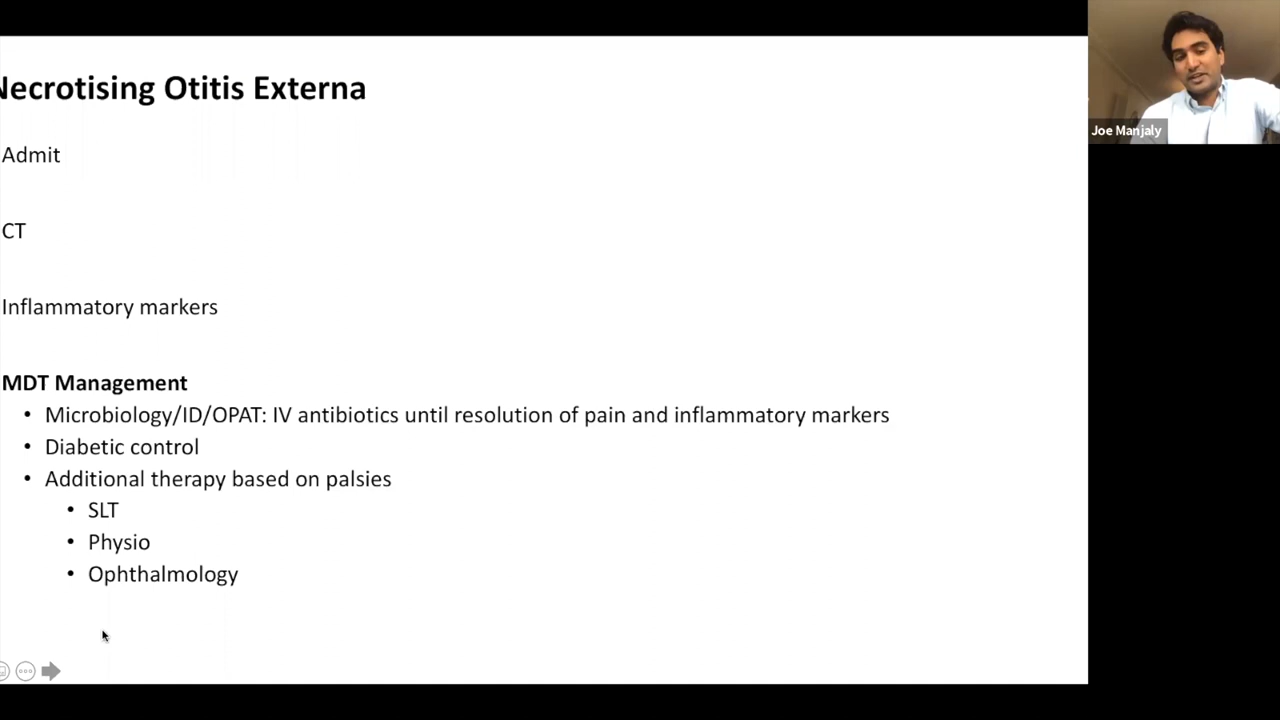 Necrotising Otitis Externa
Joe Manjaly
Admit
CT
Inflammatory markers
MDT Management
• Microbiology/ID/OPAT: IV antibiotics until resolution of pain and inflammatory markers
• Diabetic control
• Additional therapy based on palsies
• SLT
• Physio
• Ophthalmology